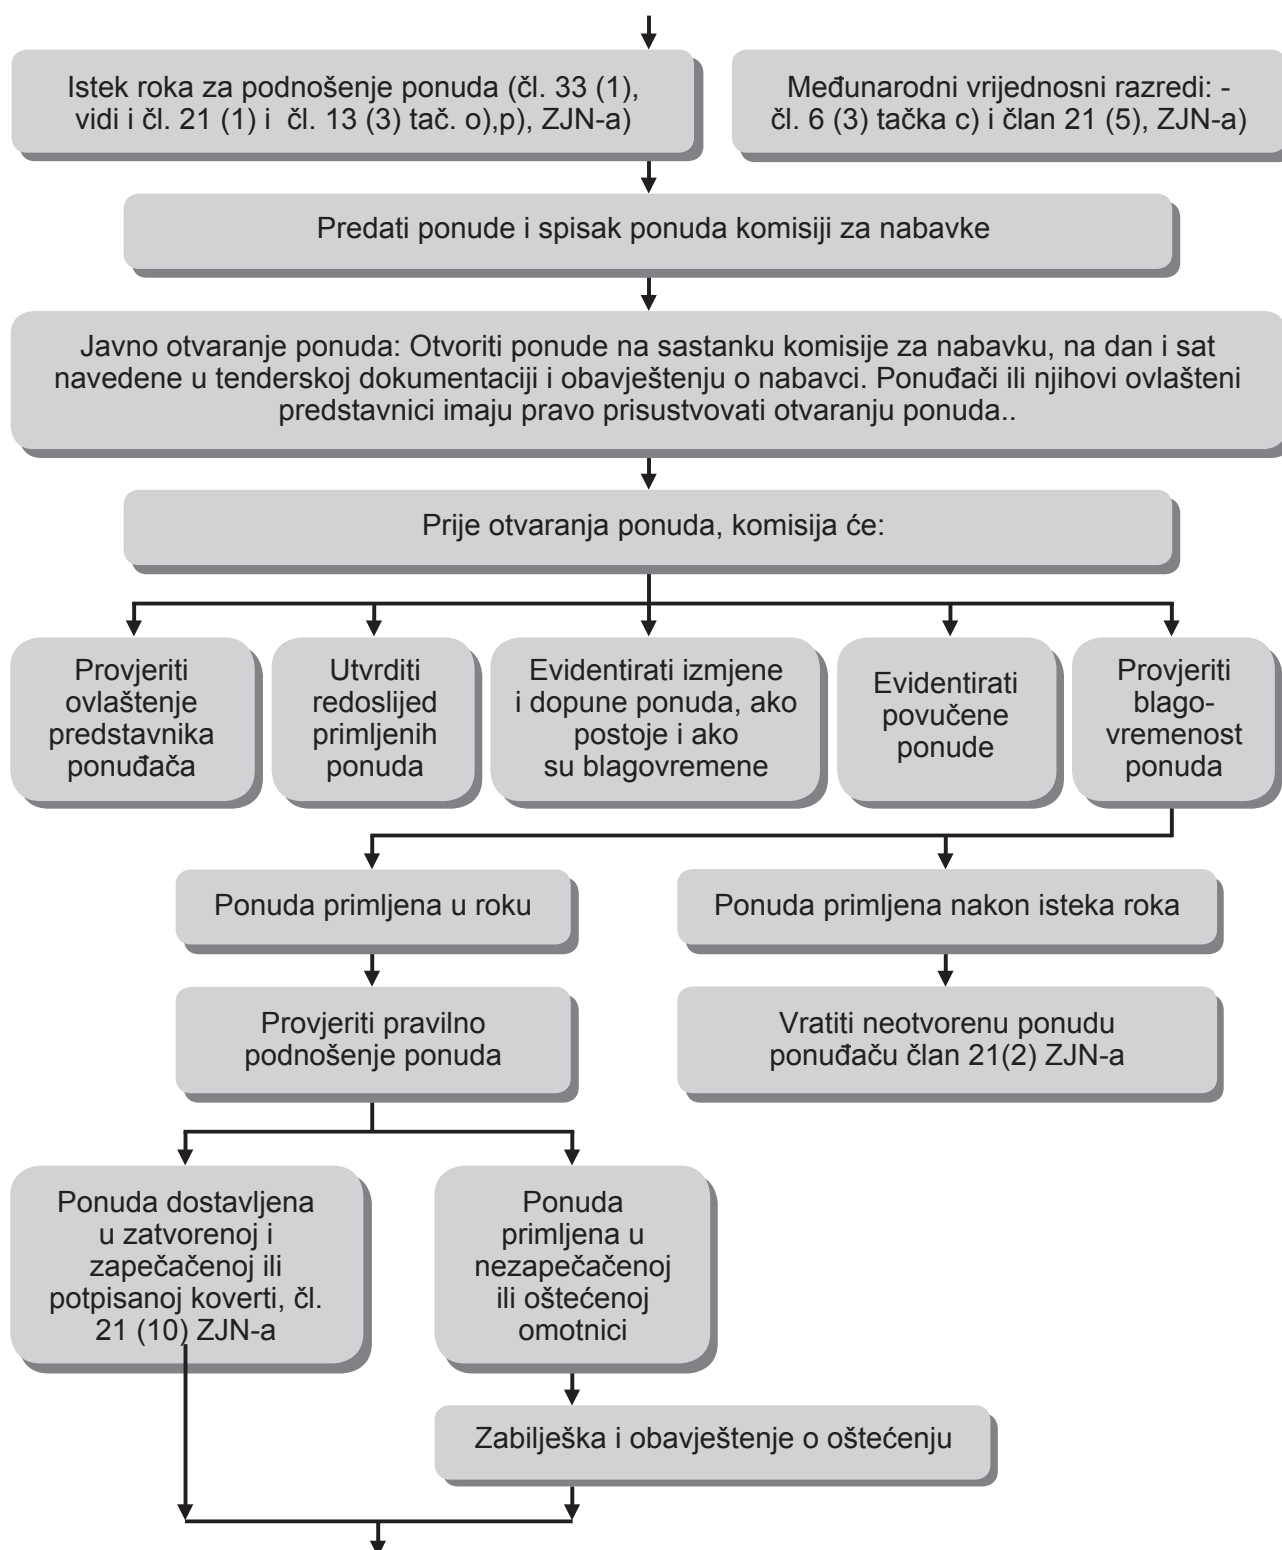 Istek roka za podnošenje ponuda (čl. 33 (1),
vidi i čl. 21 (1) i čl. 13 (3) tač. o),p), ZJN-a)
Međunarodni vrijednosni razredi: -
čl. 6 (3) tačka c) i član 21 (5), ZJN-a)
Predati ponude i spisak ponuda komisiji za nabavke
Javno otvaranje ponuda: Otvoriti ponude na sastanku komisije za nabavku, na dan i sat
navedene u tenderskoj dokumentaciji i obavještenju o nabavci. Ponuđači ili njihovi ovlašteni
predstavnici imaju pravo prisustvovati otvaranju ponuda..
Prije otvaranja ponuda, komisija će:
Provjeriti
ovlaštenje
predstavnika
ponuđača
Utvrditi
redoslijed
primljenih
ponuda
Evidentirati izmjene
i dopune ponuda, ako
postoje i ako
su blagovremene
Evidentirati
povučene
ponude
Provjeriti
blago-
vremenost
ponuda
Ponuda primljena u roku
Ponuda primljena nakon isteka roka
Provjeriti pravilno
podnošenje ponuda
Vratiti neotvorenu ponudu
ponuđaču član 21(2) ZJN-a
Ponuda dostavljena
u zatvorenoj i
zapečačenoj ili
potpisanoj koverti, čl.
21 (10) ZJN-a
Ponuda
primljena u
nezapečačenoj
ili oštećenoj
omotnici
Zabilješka i obavještenje o oštećenju